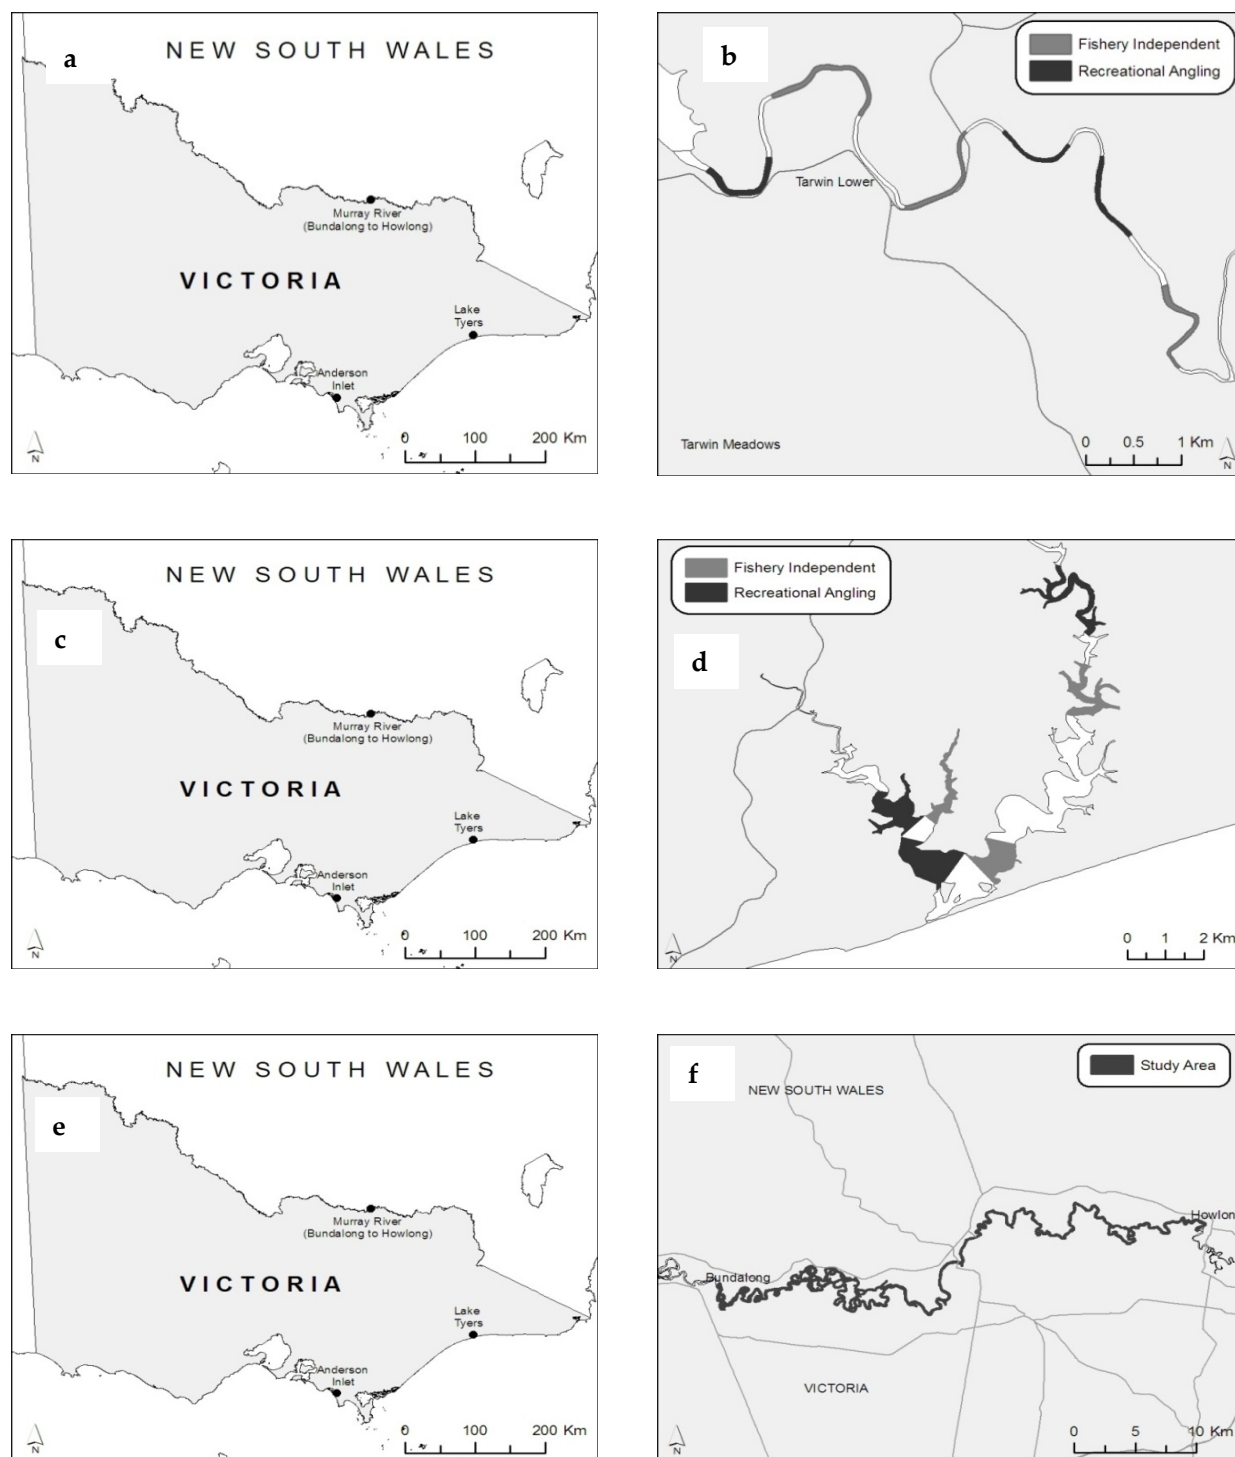 a
NEW SOUTH WALES
Murray River
(Bundalong to Howlong)
VICTORIA
Lake
Tyers
Anderson
Inlet
0 100 200 Km
N
b
Fishery Independent
Recreational Angling
Tarwin Lower
Tarwin Meadows
0 0.5 1 Km
N
c
NEW SOUTH WALES
Murray River
(Bundalong to Howlong)
VICTORIA
Lake
Tyers
Anderson
Inlet
0 100 200 Km
N
d
Fishery Independent
Recreational Angling
0 1 2 Km
N
e
NEW SOUTH WALES
Murray River
(Bundalong to Howlong)
VICTORIA
Lake
Tyers
Anderson
Inlet
0 100 200 Km
N
f
Study Area
NEW SOUTH WALES
Howlon
Bundalong
VICTORIA
0 5 10 Km
N